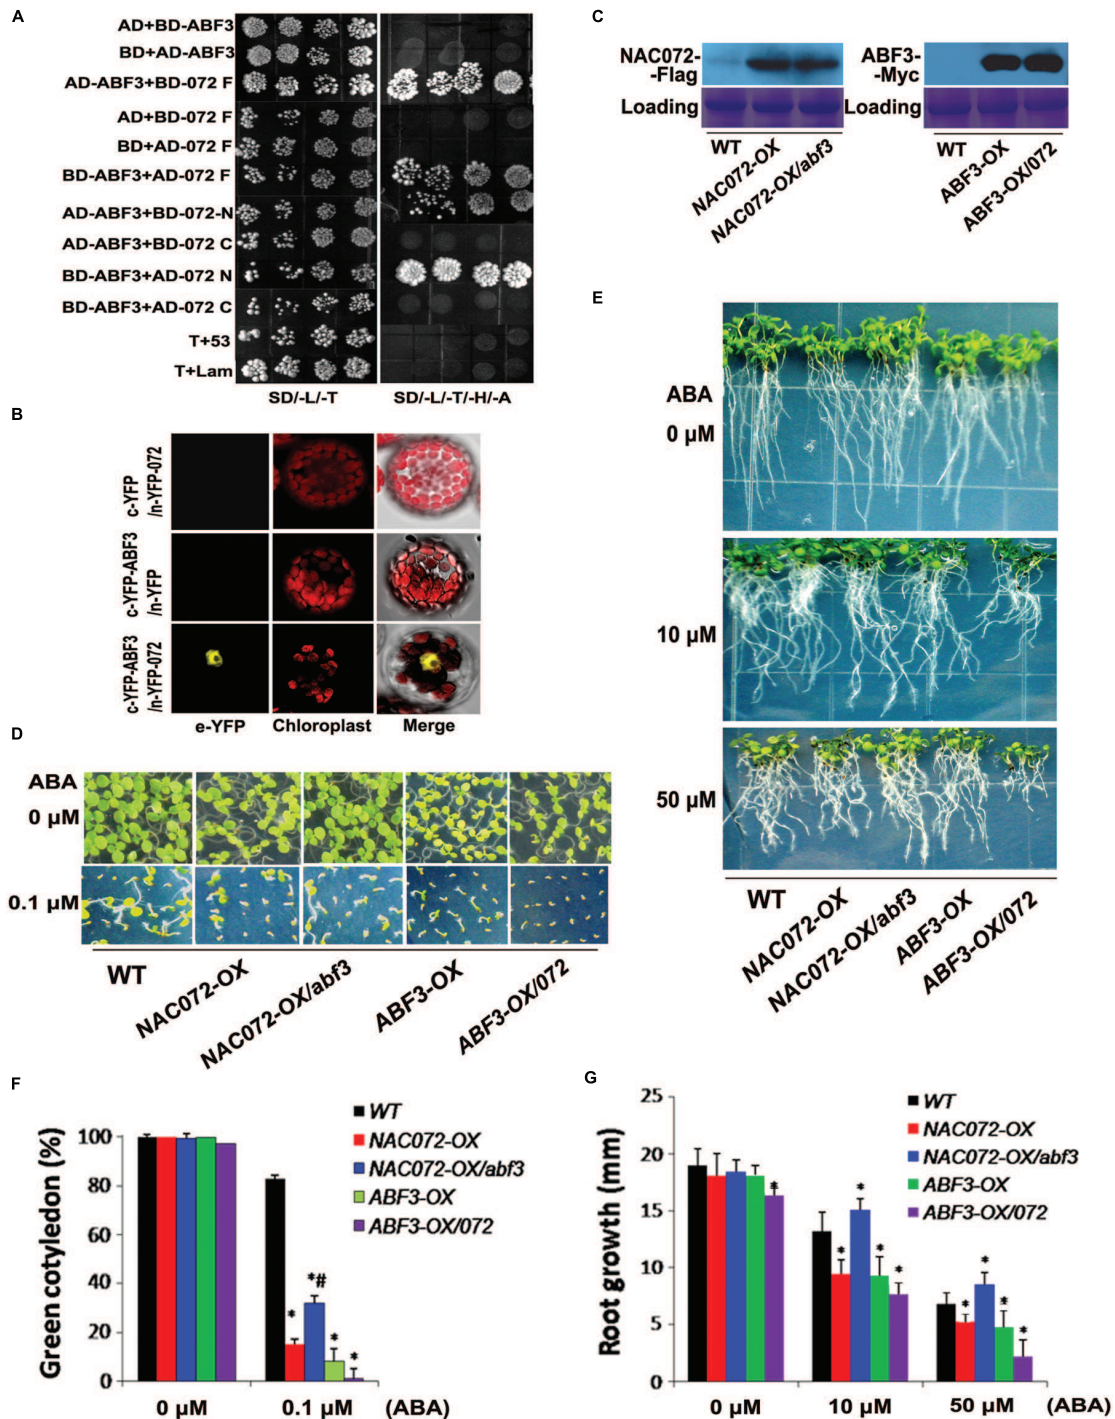 A
AD+BD-ABF3
BD+AD-ABF3
AD-ABF3+BD-072 F
AD+BD-072 F
BD+AD-072 F
BD-ABF3+AD-072 F
AD-ABF3+BD-072-N
AD-ABF3+BD-072 C
BD-ABF3+AD-072 N
BD-ABF3+AD-072 C
T+53
T+Lam
SD/-L/-T
SD/-L/-T/-H/-A
B
c-YFP
/n-YFP-072
c-YFP-ABF3
/n-YFP
c-YFP-ABF3
/n-YFP-072
e-YFP
Chloroplast
Merge
C
NAC072-
-Flag
Loading
WT
NAC072-OX
NAC072-OX/abf3
ABF3-
-Myc
Loading
WT
ABF3-OX
ABF3-OX/072
D
ABA
0 µM
0.1 µM
WT
NAC072-OX
NAC072-OX/abf3
ABF3-OX
ABF3-OX/072
E
ABA
0 µM
10 µM
50 µM
WT
NAC072-OX
NAC072-OX/abf3
ABF3-OX
ABF3-OX/072
F
Green cotyledon (%)
100
80
60
40
20
0
WT
NAC072-OX
NAC072-OX/abf3
ABF3-OX
ABF3-OX/072
*
*#
*
*
0 µM
0.1 µM
(ABA)
G
Root growth (mm)
25
20
15
10
5
0
WT
NAC072-OX
NAC072-OX/abf3
ABF3-OX
ABF3-OX/072
*
*
*
*
*
*
*
*
*
0 µM
10 µM
50 µM
(ABA)